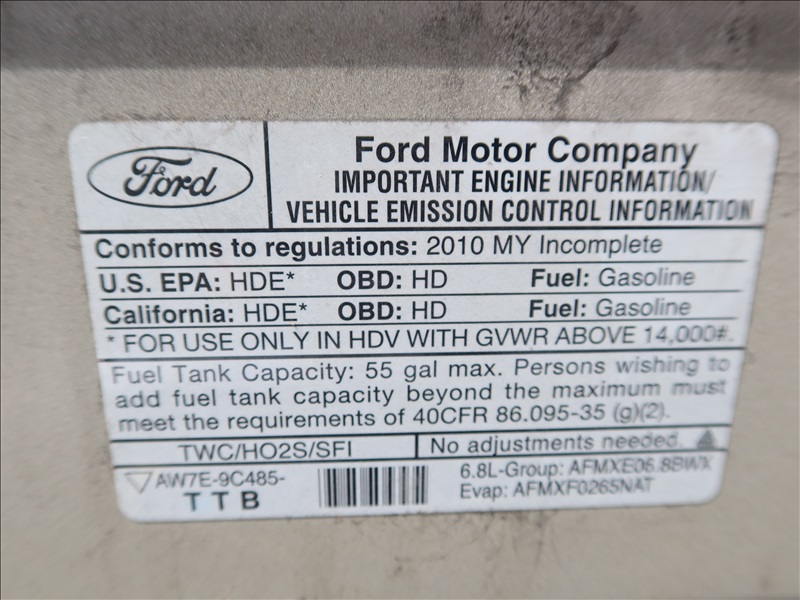 Ford
Ford Motor Company
IMPORTANT ENGINE INFORMATION/
VEHICLE EMISSION CONTROL INFORMATION
Conforms to regulations: 2010 MY Incomplete
U.S. EPA: HDE* OBD: HD Fuel: Gasoline
California: HDE* OBD: HD Fuel: Gasoline
* FOR USE ONLY IN HDV WITH GVWR ABOVE 14,000#.
Fuel Tank Capacity: 55 gal max. Persons wishing to
add fuel tank capacity beyond the maximum must
meet the requirements of 40CFR 86.095-35 (g)(2).
TWC/HO2S/SFI No adjustments needed.
AW7E-9C485-
TTB
6.8L-Group: AFMXE06.8BWX
Evap: AFMXF0265NAT